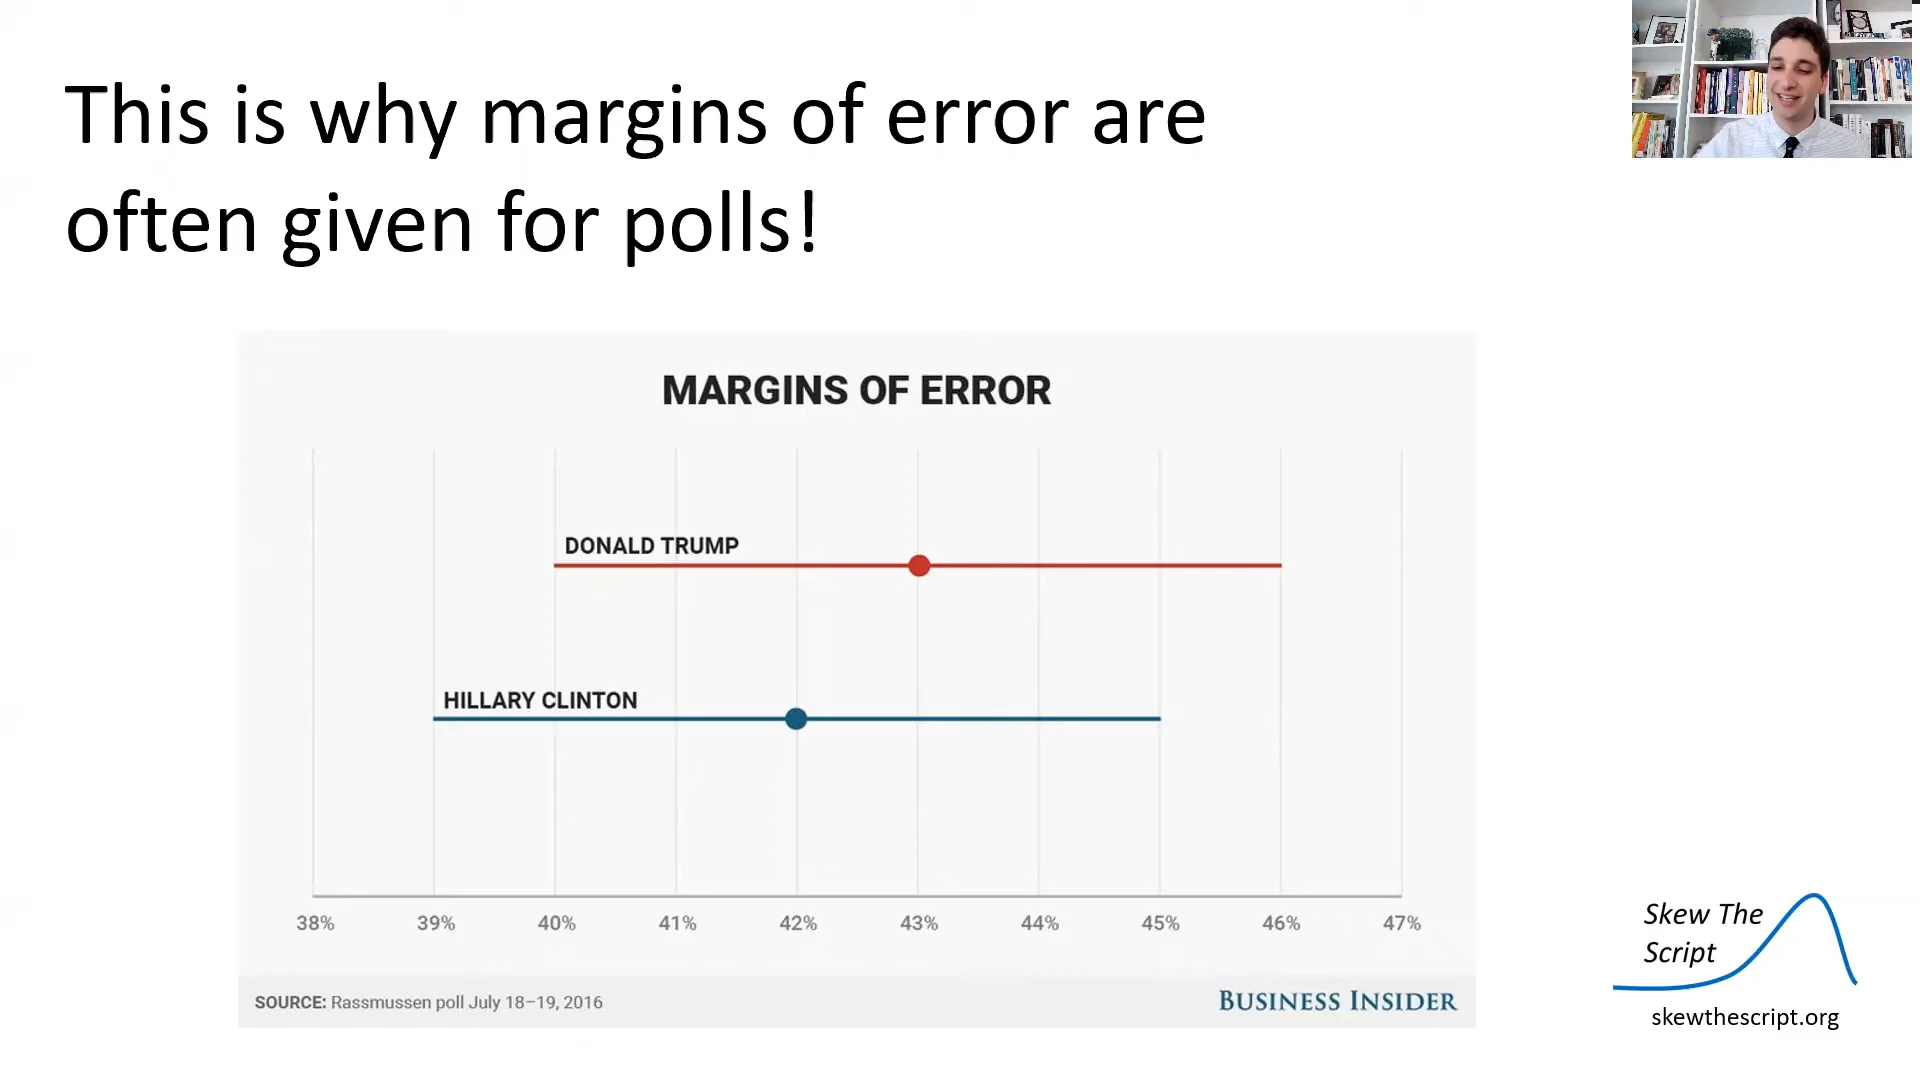 This is why margins of error are
often given for polls!
MARGINS OF ERROR
DONALD TRUMP
HILLARY CLINTON
38% 39% 40% 41% 42% 43% 44% 45% 46% 47%
SOURCE: Rassmussen poll July 18–19, 2016
BUSINESS INSIDER
Skew The
Script
skewthescript.org